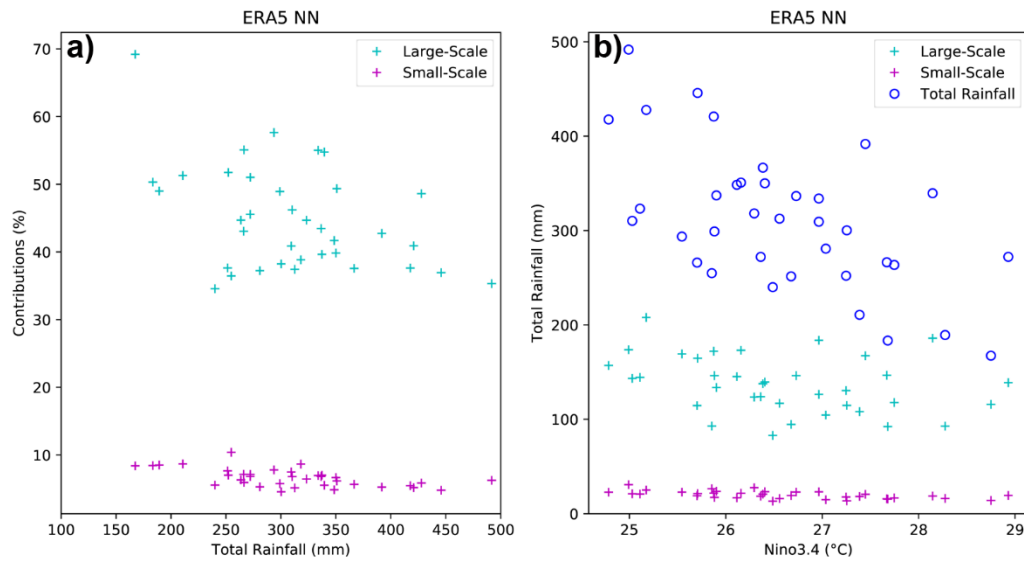 ERA5 NN
a)
Large-Scale
Small-Scale
70
60
50
40
30
20
10
Contributions (%)
100 150 200 250 300 350 400 450 500
Total Rainfall (mm)
ERA5 NN
b)
Large-Scale
Small-Scale
Total Rainfall
500
400
300
200
100
0
Total Rainfall (mm)
25 26 27 28 29
Nino3.4 (°C)